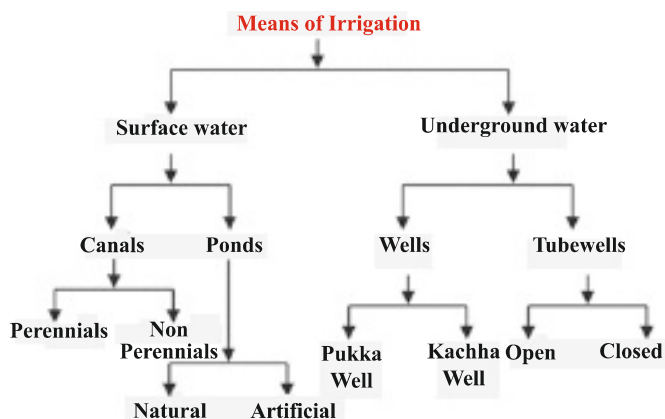 Means of Irrigation
Surface water
Underground water
Canals
Ponds
Wells
Tubewells
Perennials
Non
Perennials
Pukka
Well
Kachha
Well
Open
Closed
Natural
Artificial